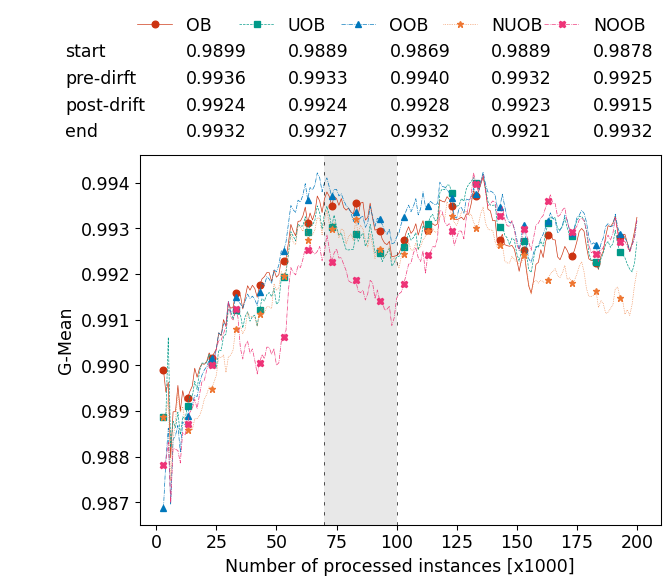 OB UOB OOB NUOB NOOB
start 0.9899 0.9889 0.9869 0.9889 0.9878
pre-dirft 0.9936 0.9933 0.9940 0.9932 0.9925
post-drift 0.9924 0.9924 0.9928 0.9923 0.9915
end 0.9932 0.9927 0.9932 0.9921 0.9932
0.994
0.993
0.992
0.991
0.990
0.989
0.988
0.987
G-Mean
0 25 50 75 100 125 150 175 200
Number of processed instances [x1000]